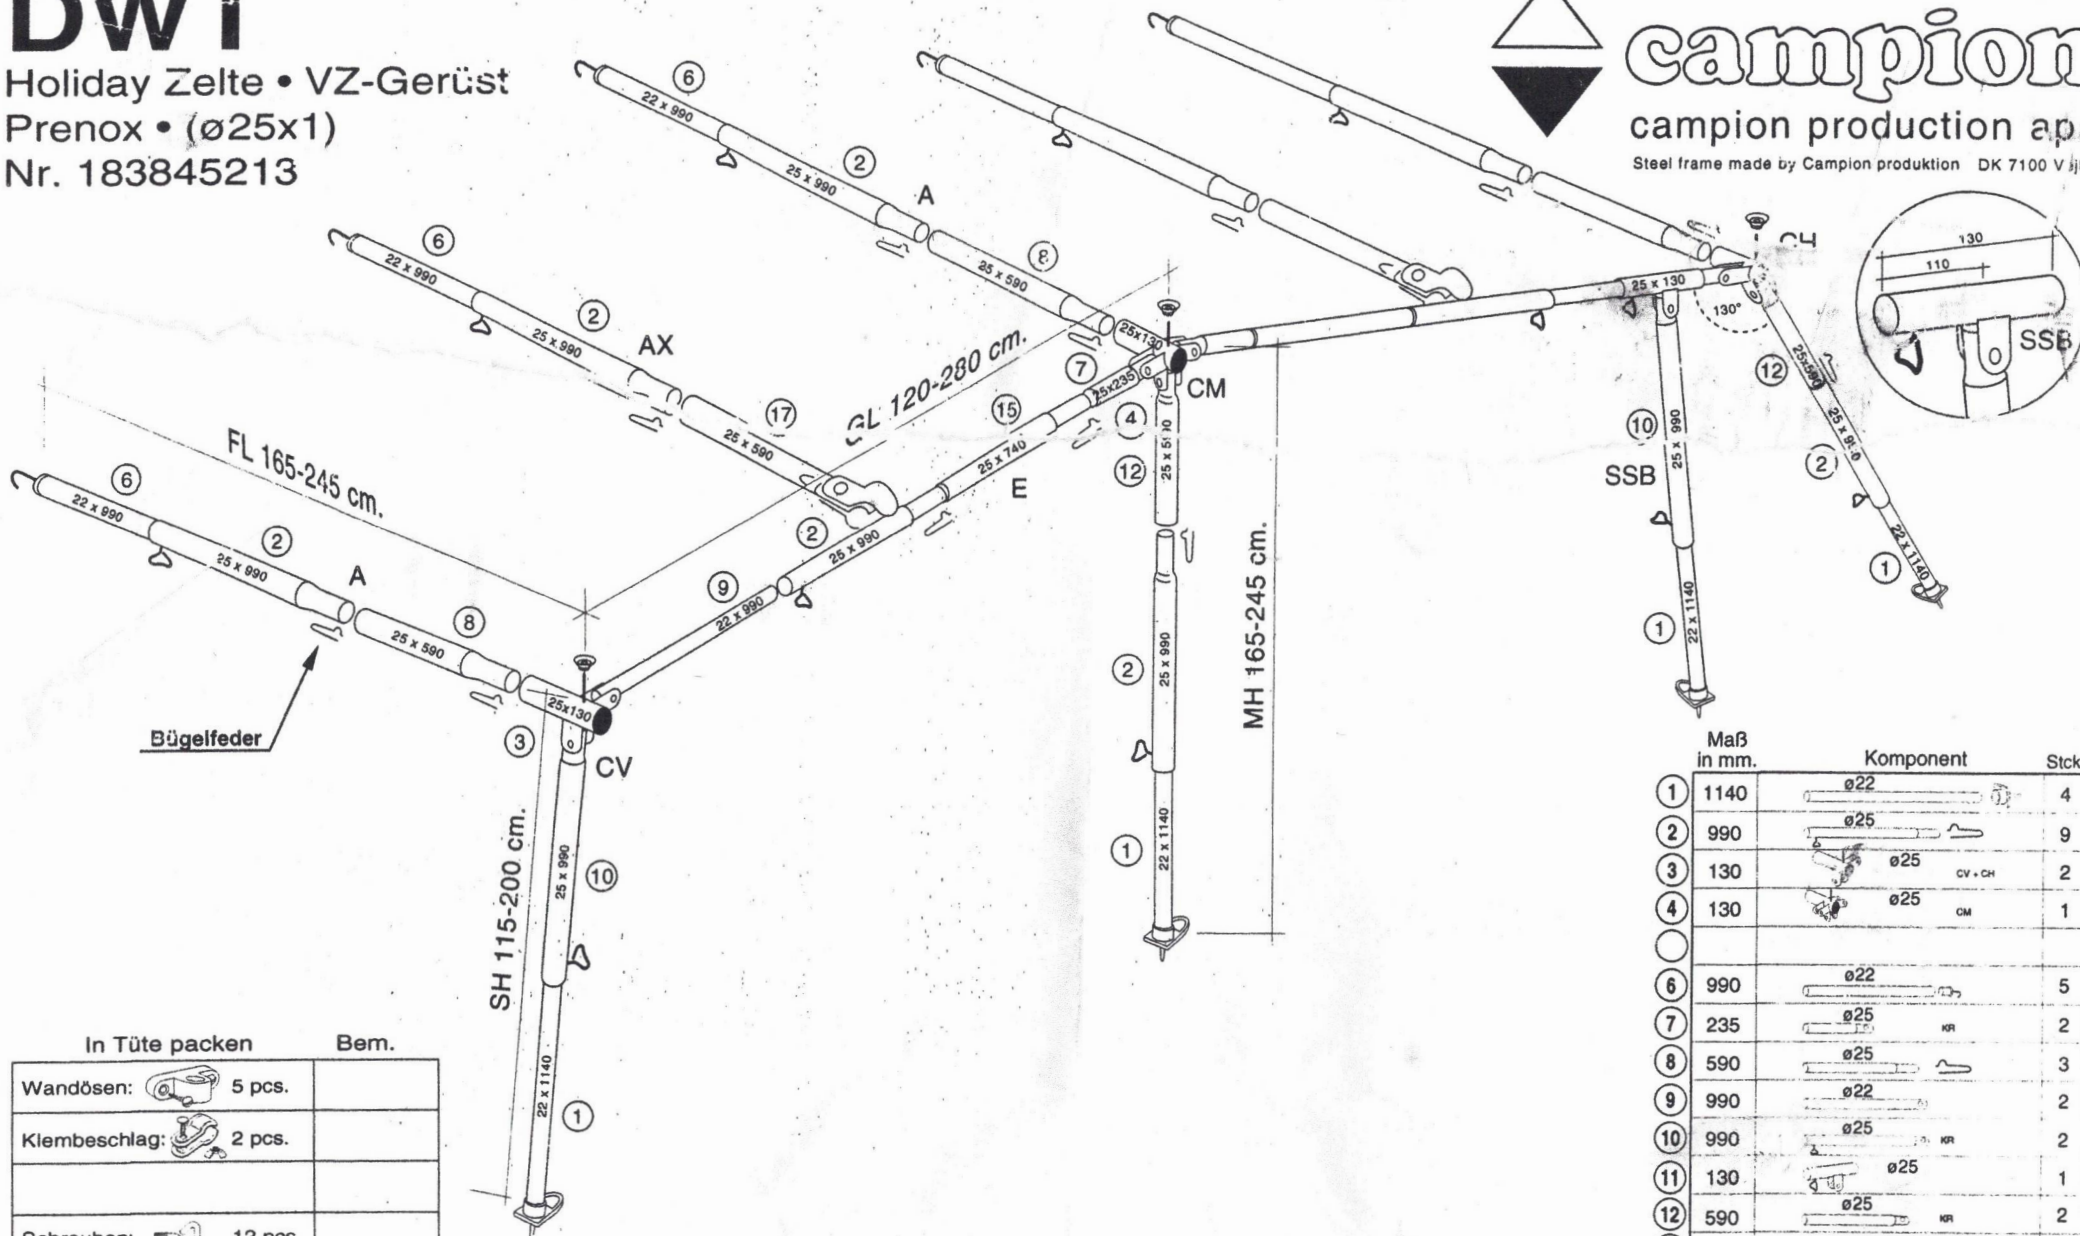 DW1
Holiday Zelte • VZ-Gerüst
Prenox • (ø25x1)
Nr. 183845213
campion
campion production
Steel frame made by Campion produktion DK 7100
6
22 x 990
2
25 x 990
A
8
25 x 590
25x130
7
25x235
4
CM
6
22 x 990
2
25 x 990
AX
17
25 x 590
GL 120-280 cm.
15
25 x 740
E
FL 165-245 cm.
6
22 x 990
2
25 x 990
A
8
25 x 590
25x130
3
CV
9
22 x 990
2
25 x 990
Bügelfeder
SH 115-200 cm.
25 x 990
10
22 x 1140
1
12
2
25 x 990
1
22 x 1140
MH 165-245 cm.
CH
25 x 130
130°
130
110
SSB
12
25x590
10
25 x 990
SSB
2
1
22 x 1140
1
22 x 1140
In Tüte packen Bem.
Wandösen: 5 pcs.
Klembeschlag: 2 pcs.
Maß
in mm. Komponent Stck
1 1140 ø22 4
2 990 ø25 9
3 130 ø25 CV + CH 2
4 130 ø25 CM 1
6 990 ø22 5
7 235 ø25 KR 2
8 590 ø25 3
9 990 ø22 2
10 990 ø25 KR 2
11 130 ø25 1
12 590 ø25 KR 2